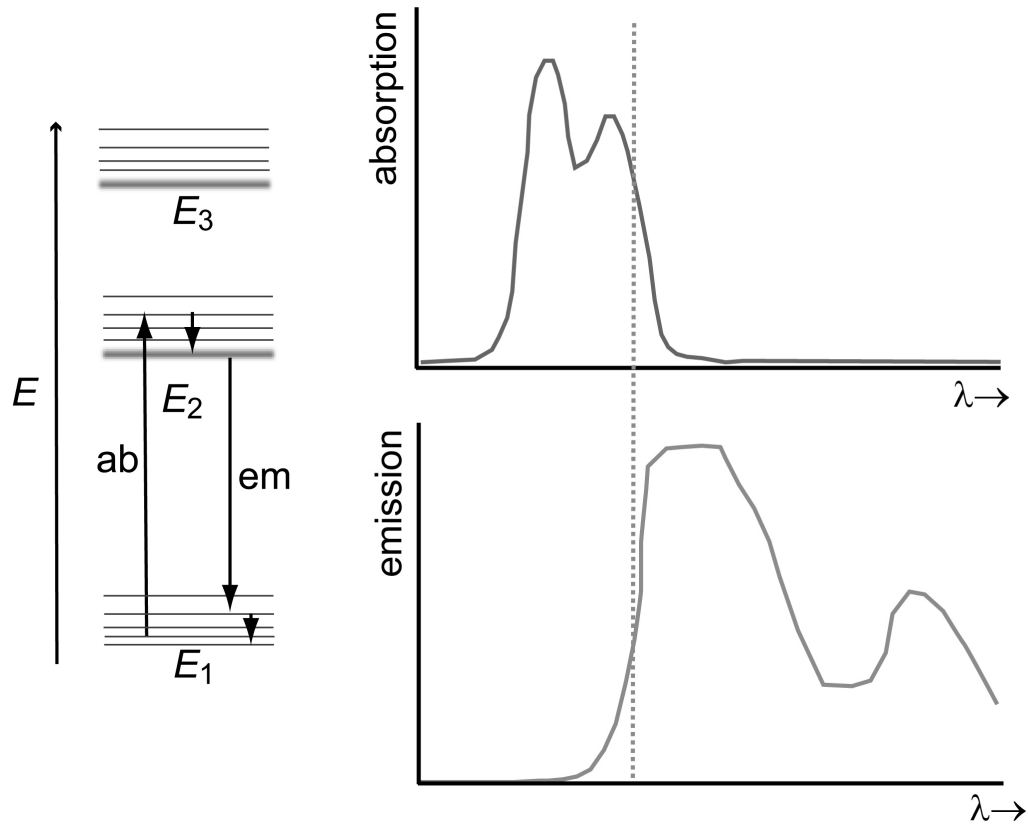 E
E₃
E₂
ab
em
E₁
absorption
λ→
emission
λ→